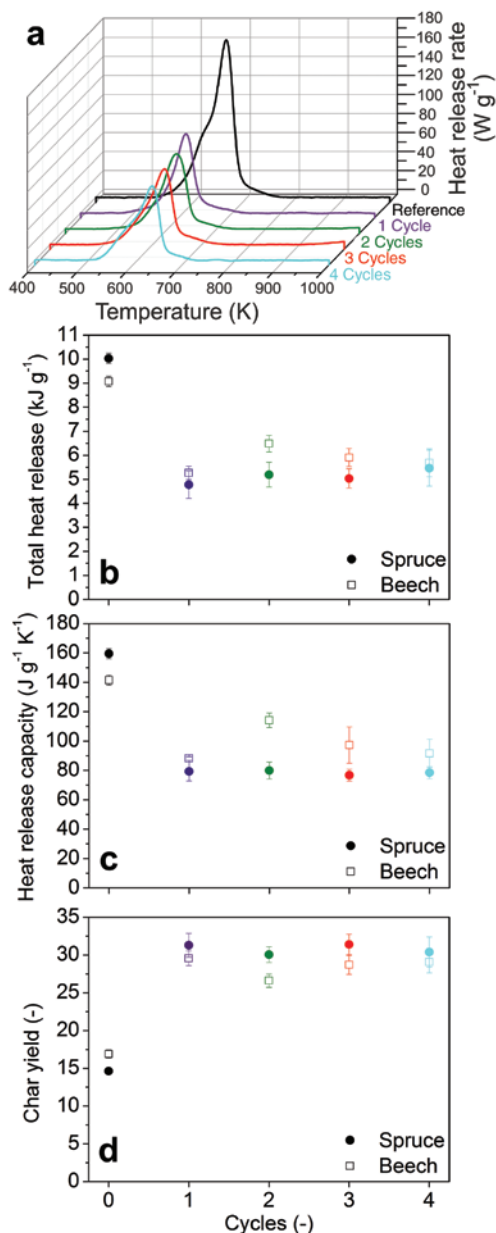 a
180
160
140
120
100
80
60
40
20
0
Heat release rate
(W g⁻¹)
Reference
1 Cycle
2 Cycles
3 Cycles
4 Cycles
400 500 600 700 800 900 1000
Temperature (K)
11
10
9
8
7
6
5
4
3
2
1
0
Total heat release (kJ g⁻¹)
b
Spruce
Beech
180
160
140
120
100
80
60
40
20
0
Heat release capacity (J g⁻¹ K⁻¹)
c
Spruce
Beech
35
30
25
20
15
10
5
0
Char yield (-)
d
Spruce
Beech
0 1 2 3 4
Cycles (-)